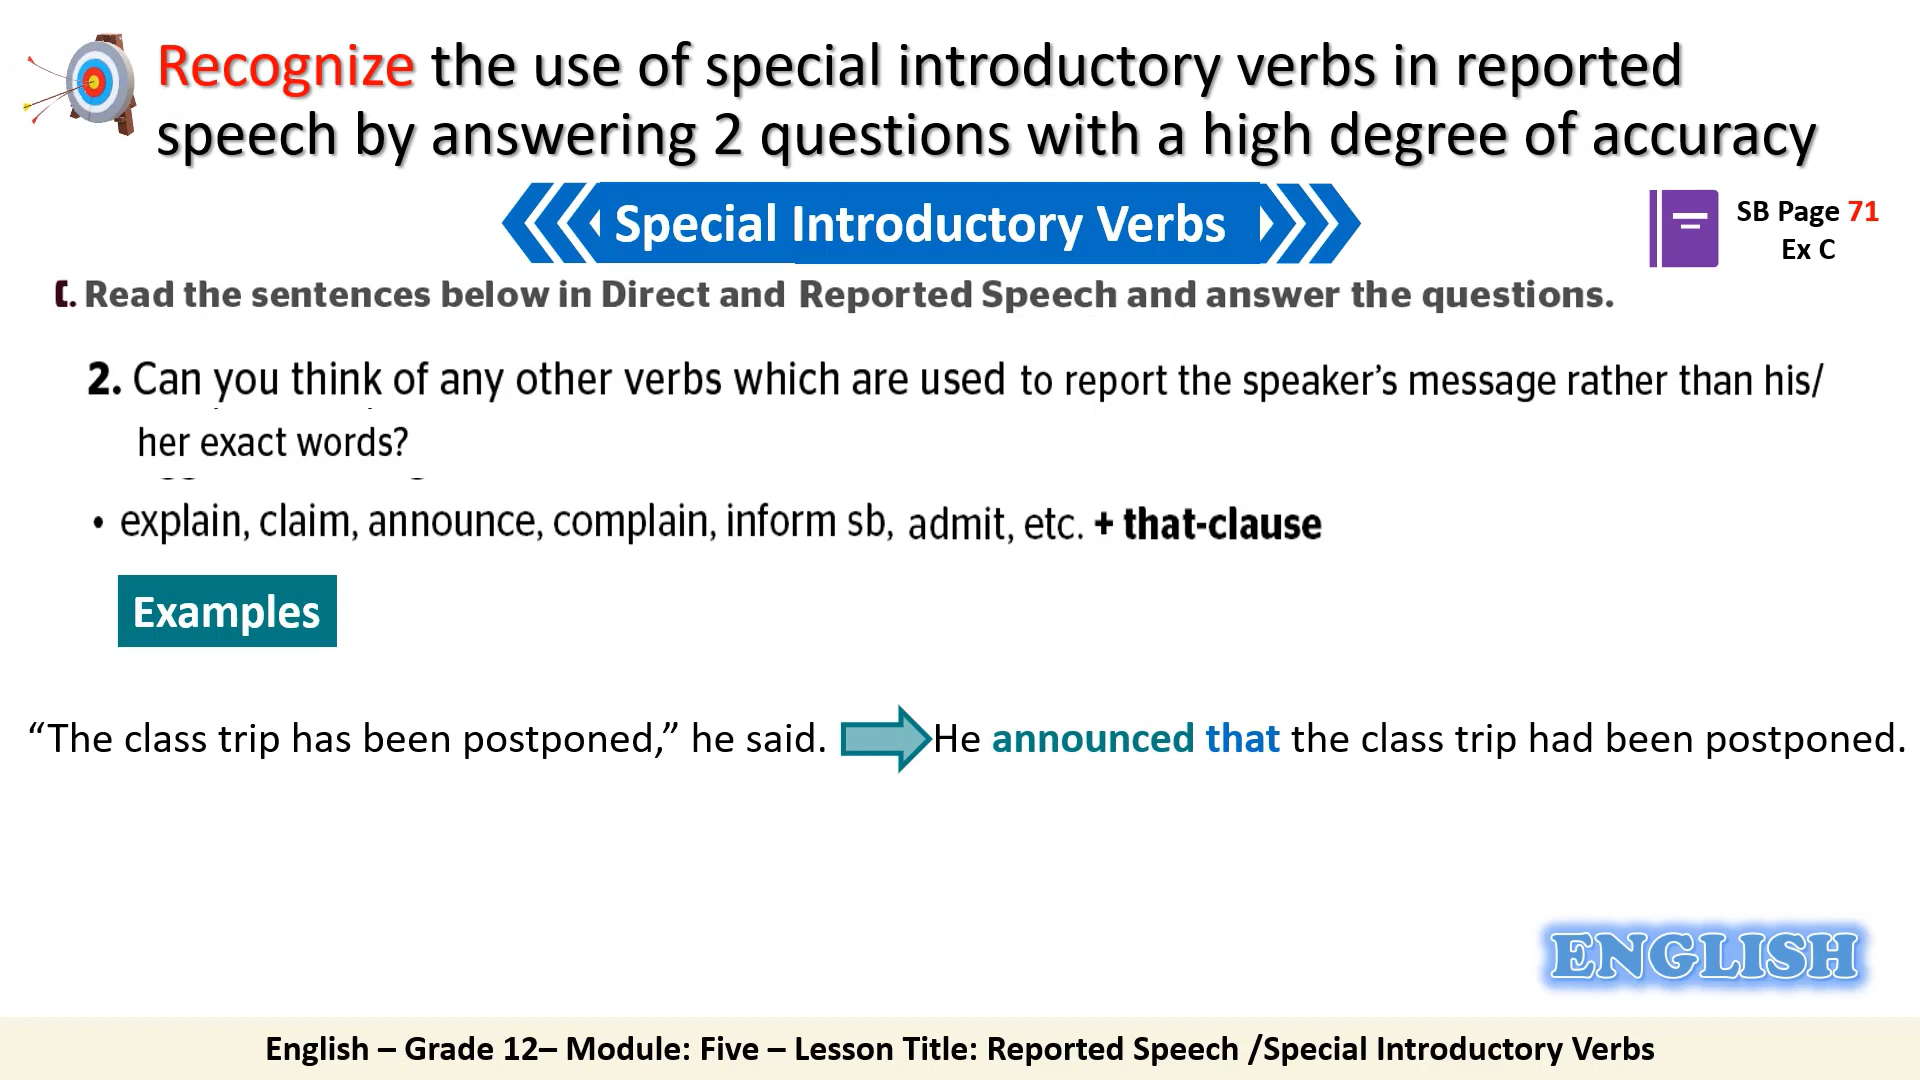 Recognize the use of special introductory verbs in reported
speech by answering 2 questions with a high degree of accuracy
Special Introductory Verbs
SB Page 71
Ex C
C. Read the sentences below in Direct and Reported Speech and answer the questions.
2. Can you think of any other verbs which are used to report the speaker's message rather than his/
her exact words?
• explain, claim, announce, complain, inform sb, admit, etc. + that-clause
Examples
“The class trip has been postponed,” he said. He announced that the class trip had been postponed.
ENGLISH
English – Grade 12– Module: Five – Lesson Title: Reported Speech /Special Introductory Verbs